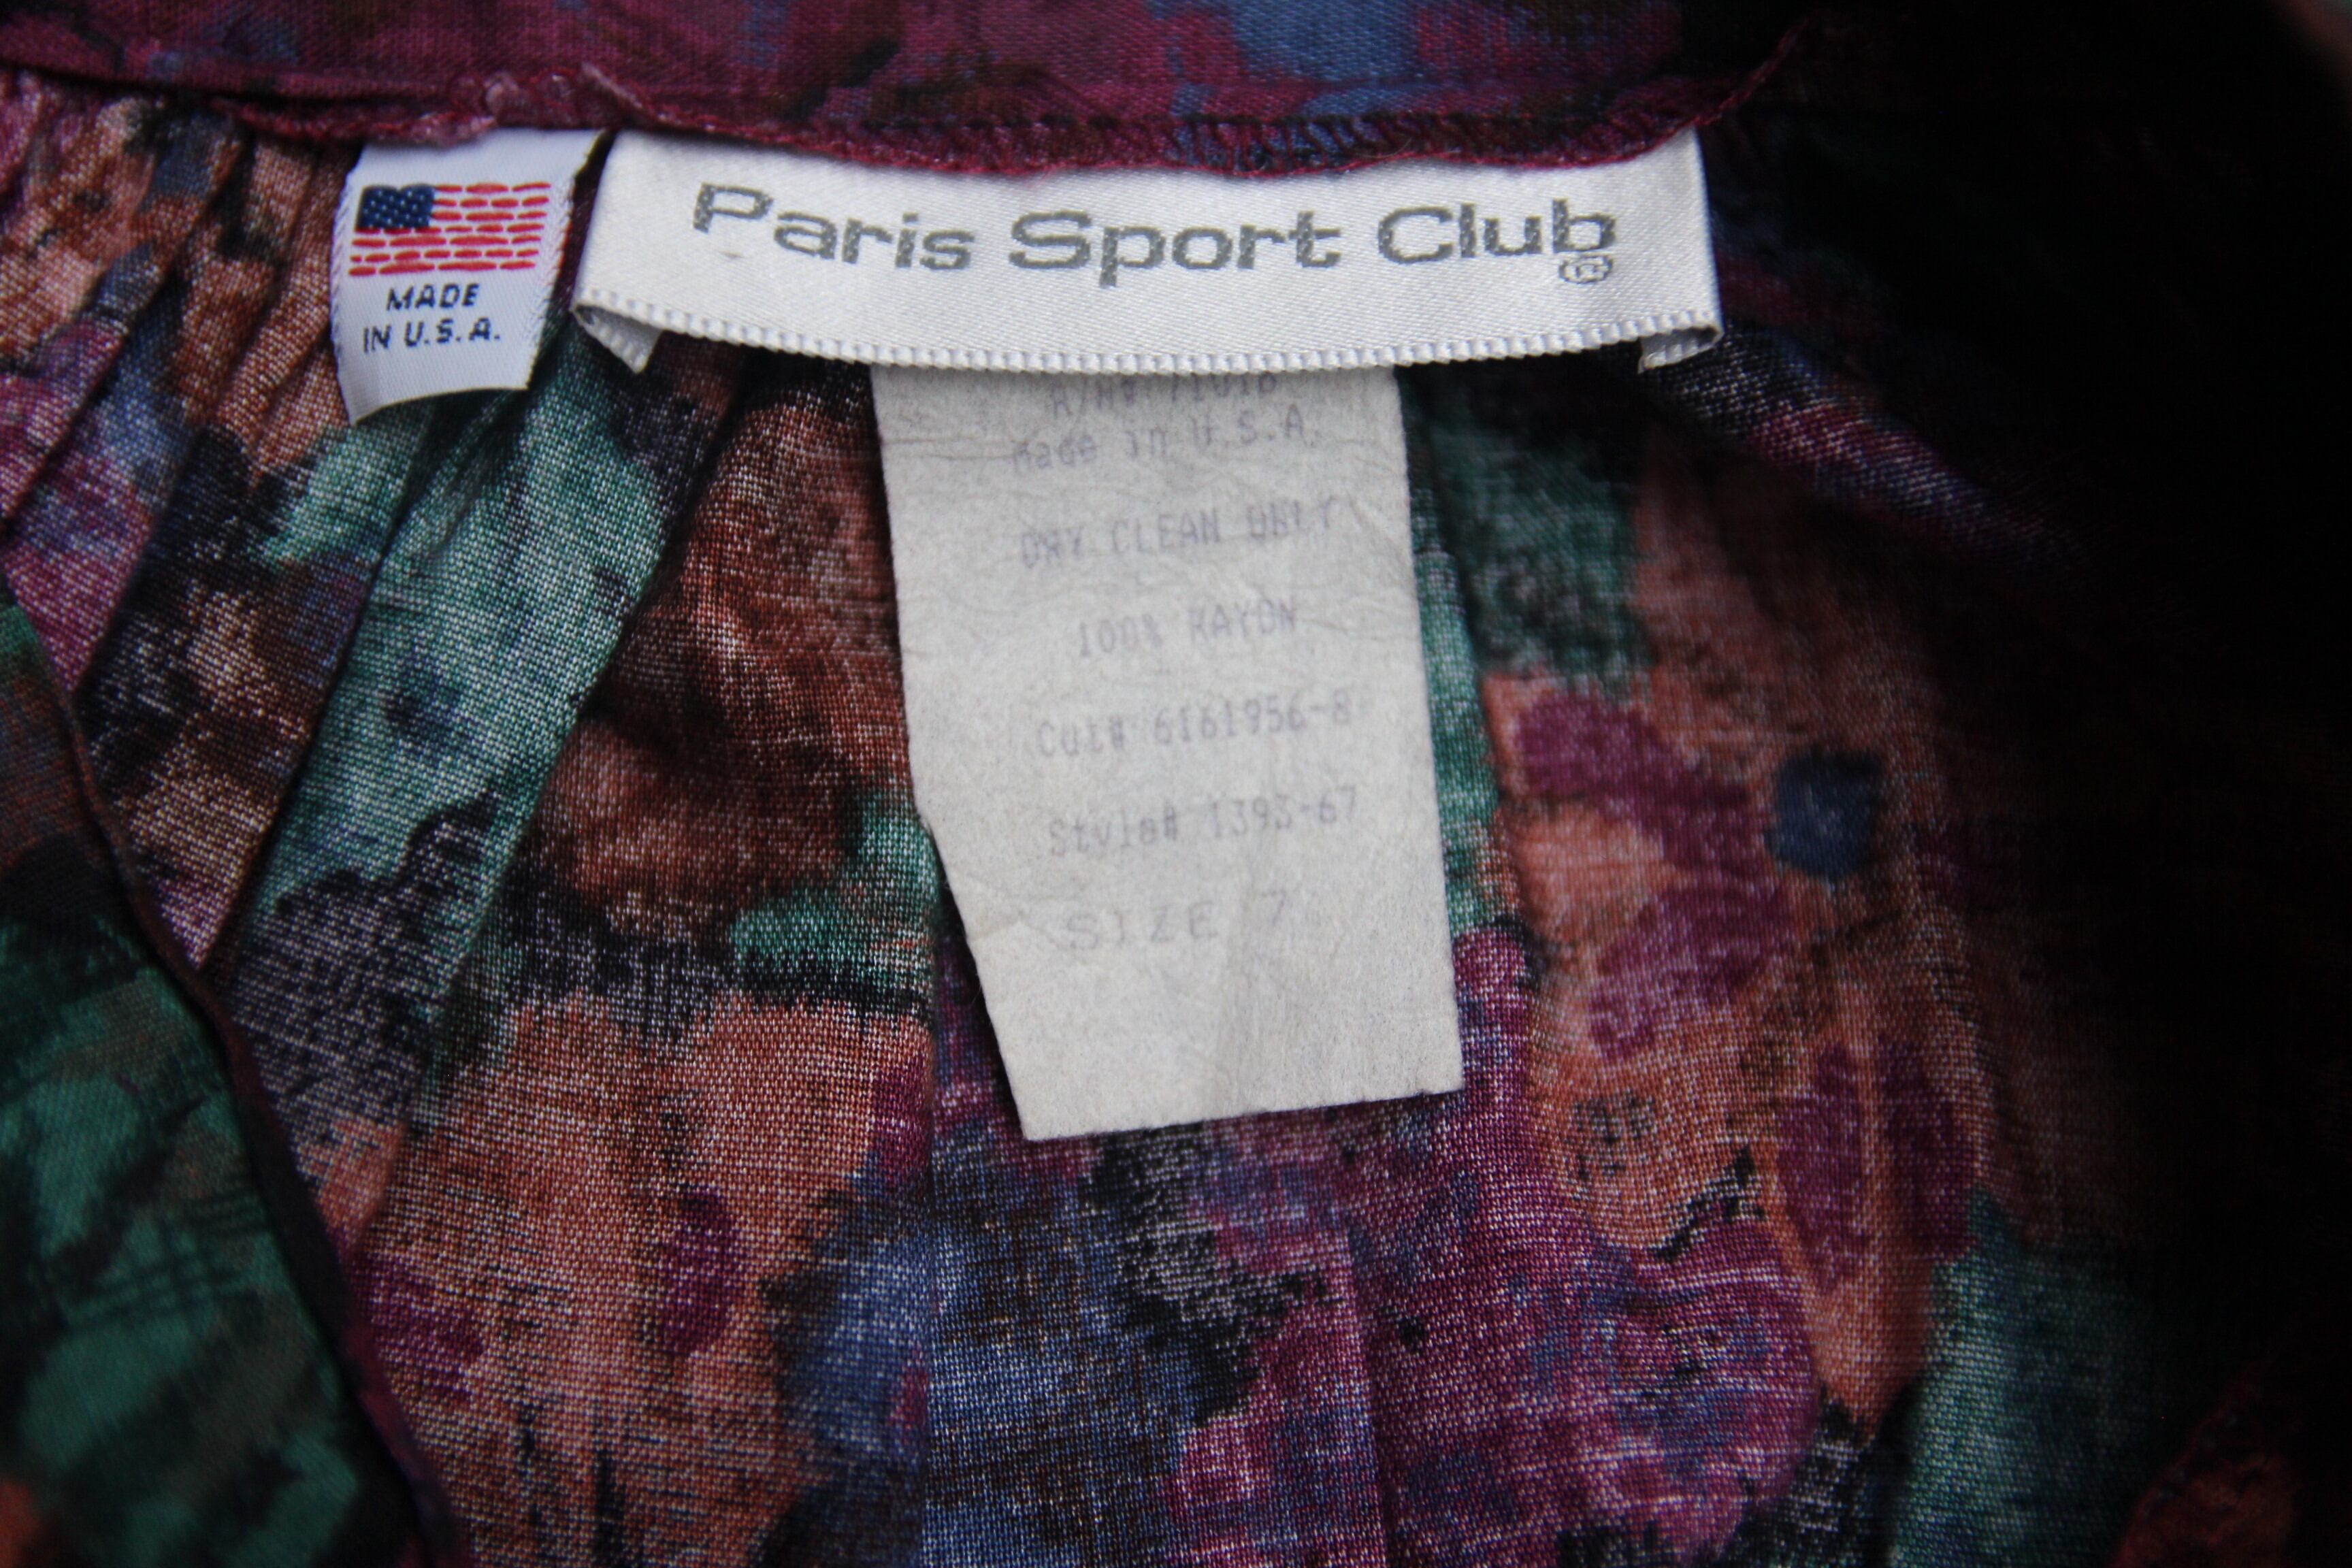 Paris Sport Club
®
MADE
IN U.S.A.
Made in U.S.A.
DRY CLEAN ONLY
100% RAYON
Cut# 6161956-8
Style# 1393-67
SIZE 7